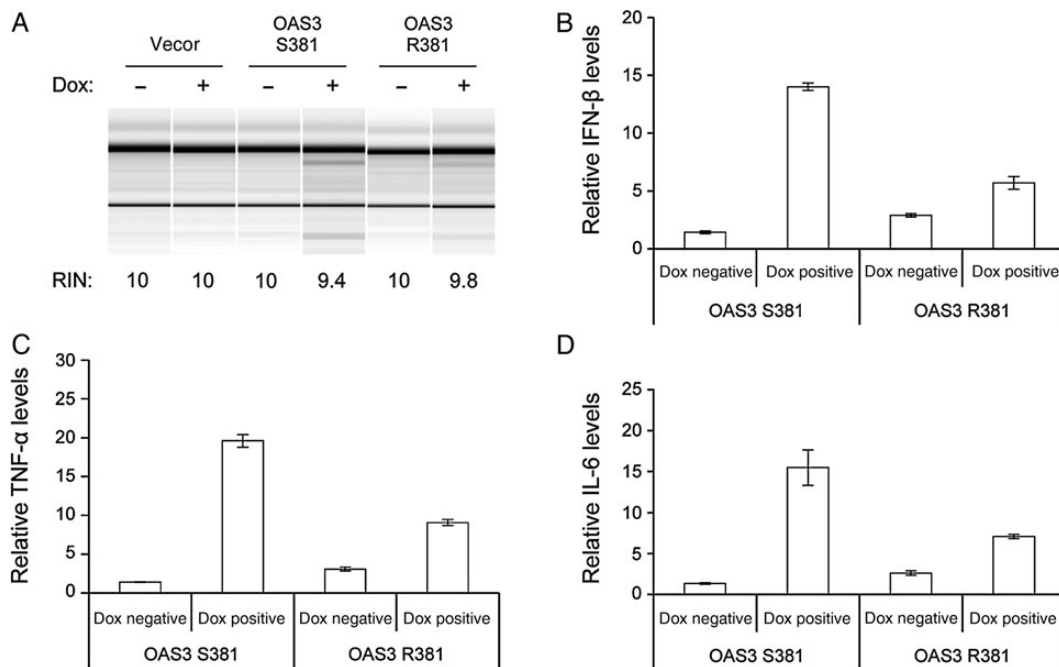 A
Vecor
OAS3
S381
OAS3
R381
Dox: – + – + – +
RIN: 10 10 10 9.4 10 9.8
B
Relative IFN-β levels
20
15
10
5
0
Dox negative Dox positive Dox negative Dox positive
OAS3 S381 OAS3 R381
C
Relative TNF-α levels
30
25
20
15
10
5
0
Dox negative Dox positive Dox negative Dox positive
OAS3 S381 OAS3 R381
D
Relative IL-6 levels
25
20
15
10
5
0
Dox negative Dox positive Dox negative Dox positive
OAS3 S381 OAS3 R381